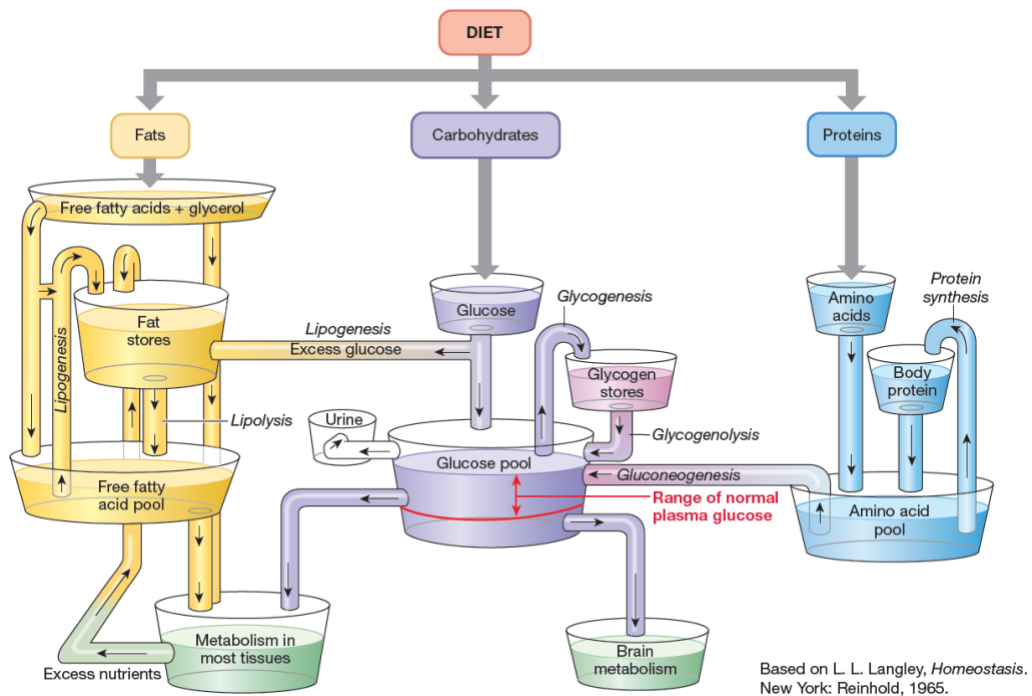 DIET
Fats
Carbohydrates
Proteins
Free fatty acids + glycerol
Fat
stores
Lipogenesis
Lipogenesis
Excess glucose
Lipolysis
Free fatty
acid pool
Glucose
Glycogenesis
Glycogen
stores
Glycogenolysis
Urine
Glucose pool
Gluconeogenesis
Range of normal
plasma glucose
Amino
acids
Protein
synthesis
Body
protein
Amino acid
pool
Metabolism in
most tissues
Excess nutrients
Brain
metabolism
Based on L. L. Langley, Homeostasis.
New York: Reinhold, 1965.